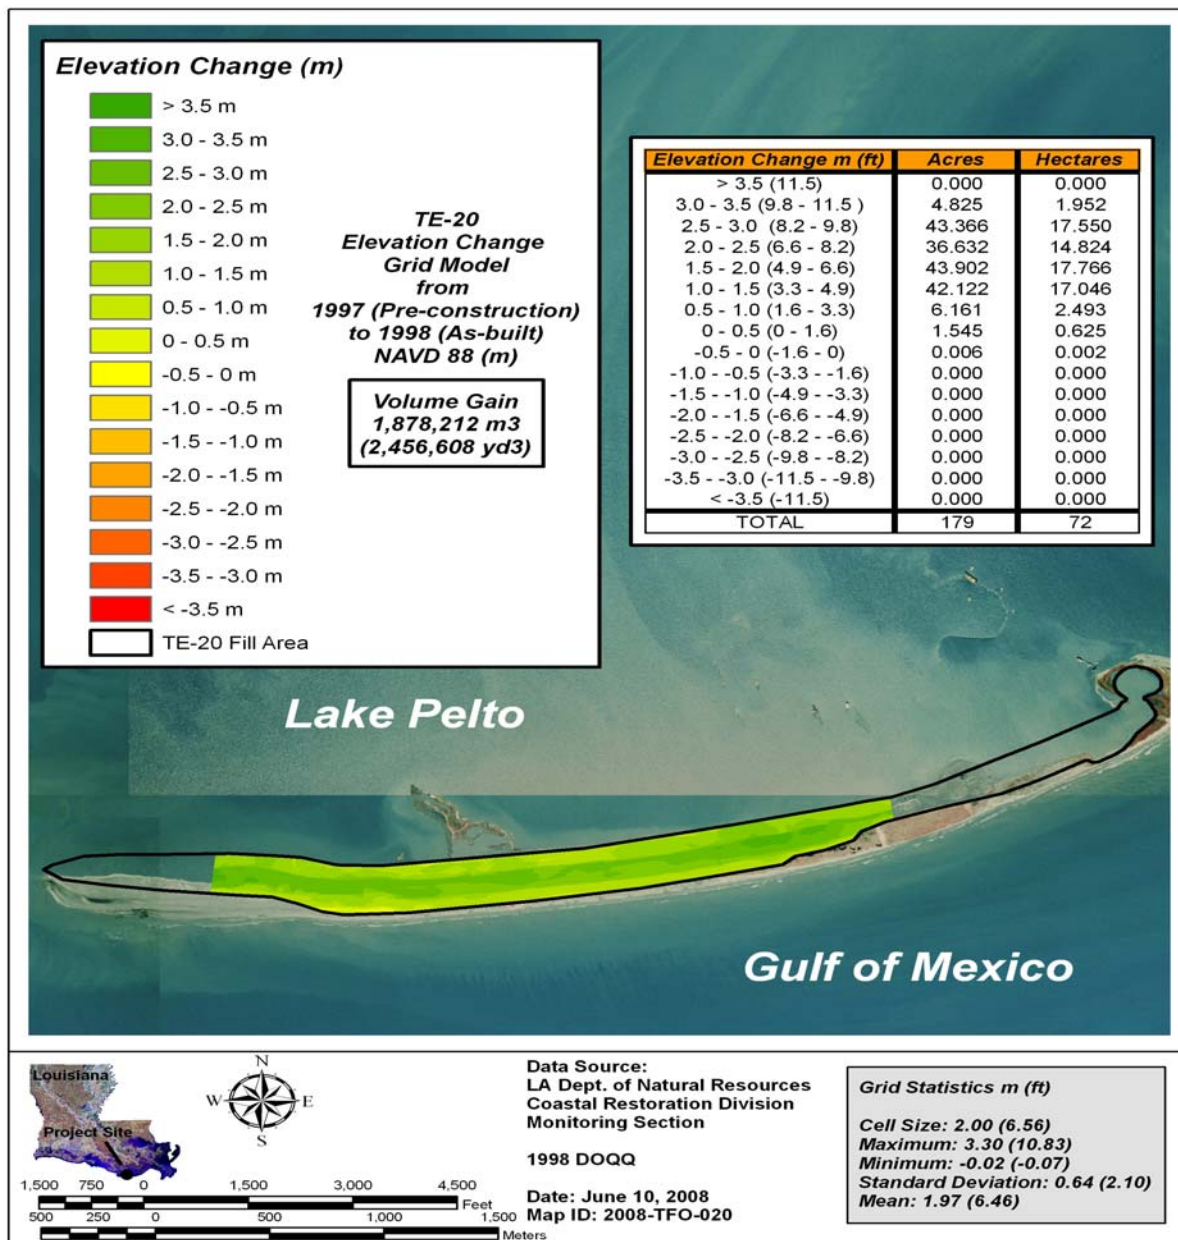 Elevation Change (m)
> 3.5 m
3.0 - 3.5 m
2.5 - 3.0 m
2.0 - 2.5 m
1.5 - 2.0 m
1.0 - 1.5 m
0.5 - 1.0 m
0 - 0.5 m
-0.5 - 0 m
-1.0 - -0.5 m
-1.5 - -1.0 m
-2.0 - -1.5 m
-2.5 - -2.0 m
-3.0 - -2.5 m
-3.5 - -3.0 m
< -3.5 m
TE-20 Fill Area
TE-20
Elevation Change
Grid Model
from
1997 (Pre-construction)
to 1998 (As-built)
NAVD 88 (m)
Volume Gain
1,878,212 m3
(2,456,608 yd3)
Elevation Change m (ft) Acres Hectares
> 3.5 (11.5) 0.000 0.000
3.0 - 3.5 (9.8 - 11.5 ) 4.825 1.952
2.5 - 3.0 (8.2 - 9.8) 43.366 17.550
2.0 - 2.5 (6.6 - 8.2) 36.632 14.824
1.5 - 2.0 (4.9 - 6.6) 43.902 17.766
1.0 - 1.5 (3.3 - 4.9) 42.122 17.046
0.5 - 1.0 (1.6 - 3.3) 6.161 2.493
0 - 0.5 (0 - 1.6) 1.545 0.625
-0.5 - 0 (-1.6 - 0) 0.006 0.002
-1.0 - -0.5 (-3.3 - -1.6) 0.000 0.000
-1.5 - -1.0 (-4.9 - -3.3) 0.000 0.000
-2.0 - -1.5 (-6.6 - -4.9) 0.000 0.000
-2.5 - -2.0 (-8.2 - -6.6) 0.000 0.000
-3.0 - -2.5 (-9.8 - -8.2) 0.000 0.000
-3.5 - -3.0 (-11.5 - -9.8) 0.000 0.000
< -3.5 (-11.5) 0.000 0.000
TOTAL 179 72
Lake Pelto
Gulf of Mexico
Louisiana
Project Site
N
W E
S
1,500 750 0 1,500 3,000 4,500
Feet
500 250 0 500 1,000 1,500
Meters
Data Source:
LA Dept. of Natural Resources
Coastal Restoration Division
Monitoring Section
1998 DOQQ
Date: June 10, 2008
Map ID: 2008-TFO-020
Grid Statistics m (ft)
Cell Size: 2.00 (6.56)
Maximum: 3.30 (10.83)
Minimum: -0.02 (-0.07)
Standard Deviation: 0.64 (2.10)
Mean: 1.97 (6.46)